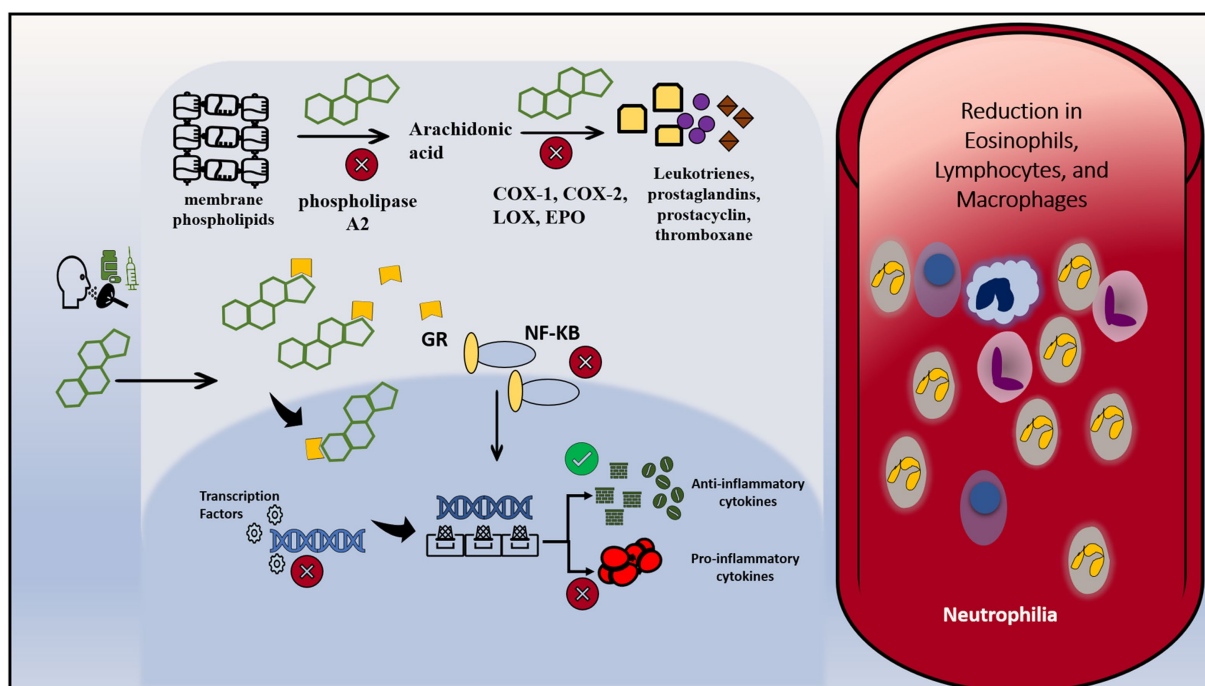 membrane
phospholipids
phospholipase
A2
Arachidonic
acid
COX-1, COX-2,
LOX, EPO
Leukotrienes,
prostaglandins,
prostacyclin,
thromboxane
GR
NF-KB
Transcription
Factors
Anti-inflammatory
cytokines
Pro-inflammatory
cytokines
Reduction in
Eosinophils,
Lymphocytes, and
Macrophages
Neutrophilia